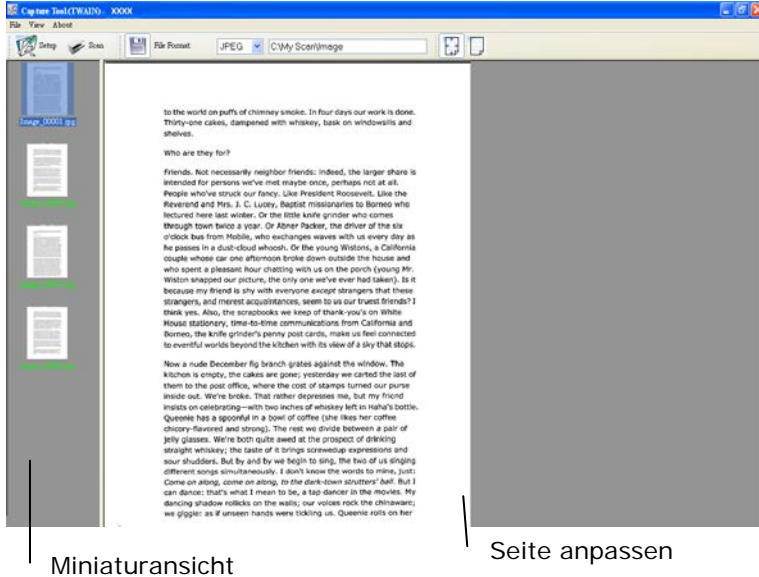 Capture Tool(TWAIN) - XXXX
File View About
Setup Scan File Format JPEG C:\My Scan\Image
Image_00001.jpg
to the world on puffs of chimney smoke. In four days our work is done.
Thirty-one cakes, dampened with whiskey, bask on windowsills and
shelves.
Who are they for?
Friends. Not necessarily neighbor friends: indeed, the larger share is
intended for persons we've met maybe once, perhaps not at all.
People who've struck our fancy. Like President Roosevelt. Like the
Reverend and Mrs. J. C. Lucey, Baptist missionaries to Borneo who
lectured here last winter. Or the little knife grinder who comes
through town twice a year. Or Abner Packer, the driver of the six
o'clock bus from Mobile, who exchanges waves with us every day as
he passes in a dust-cloud whoosh. Or the young Wistons, a California
couple whose car one afternoon broke down outside the house and
who spent a pleasant hour chatting with us on the porch (young Mr.
Wiston snapped our picture, the only one we've ever had taken). Is it
because my friend is shy with everyone except strangers that these
strangers, and merest acquaintances, seem to us our truest friends? I
think yes. Also, the scrapbooks we keep of thank-you's on White
House stationery, time-to-time communications from California and
Borneo, the knife grinder's penny post cards, make us feel connected
to eventful worlds beyond the kitchen with its view of a sky that stops.
Now a nude December fig branch grates against the window. The
kitchen is empty, the cakes are gone; yesterday we carted the last of
them to the post office, where the cost of stamps turned our purse
inside out. We're broke. That rather depresses me, but my friend
insists on celebrating—with two inches of whiskey left in Haha's bottle.
Queenie has a spoonful in a bowl of coffee (she likes her coffee
chicory-flavored and strong). The rest we divide between a pair of
jelly glasses. We're both quite awed at the prospect of drinking
straight whiskey; the taste of it brings screwedup expressions and
sour shudders. But by and by we begin to sing, the two of us singing
different songs simultaneously. I don't know the words to mine, just:
Come on along, come on along, to the dark-town strutters' ball. But I
can dance: that's what I mean to be, a tap dancer in the movies. My
dancing shadow rollicks on the walls; our voices rock the chinaware;
we giggle: as if unseen hands were tickling us. Queenie rolls on her
Miniaturansicht
Seite anpassen